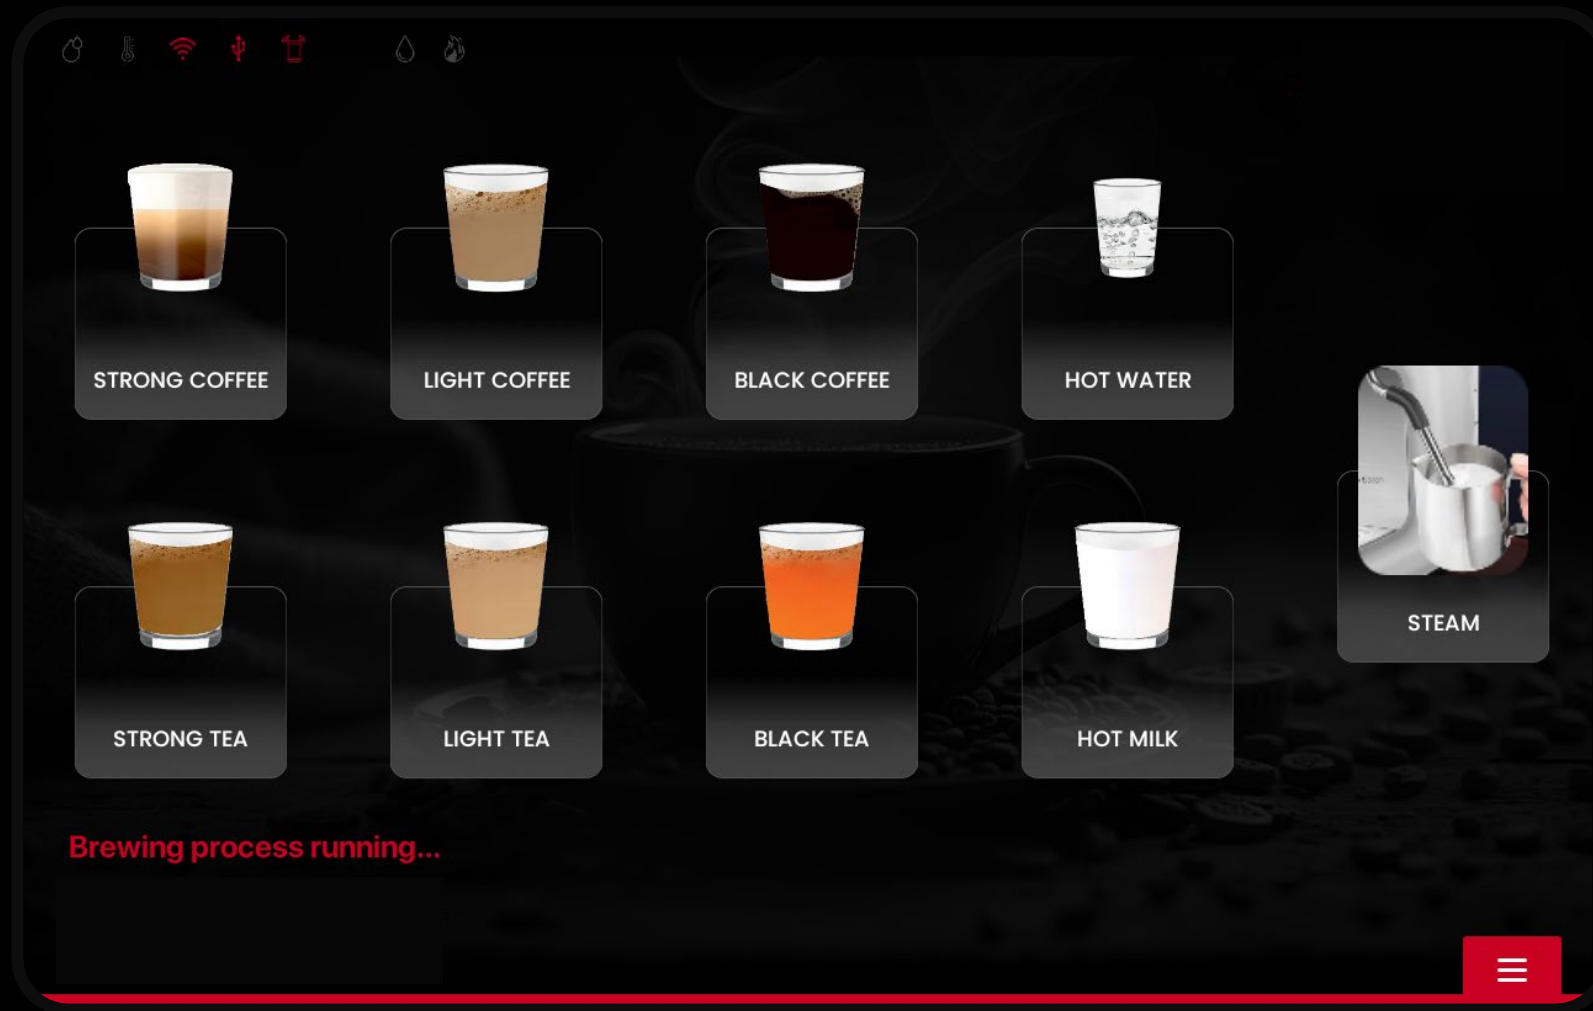 STRONG COFFEE
LIGHT COFFEE
BLACK COFFEE
HOT WATER
STEAM
STRONG TEA
LIGHT TEA
BLACK TEA
HOT MILK
Brewing process running...